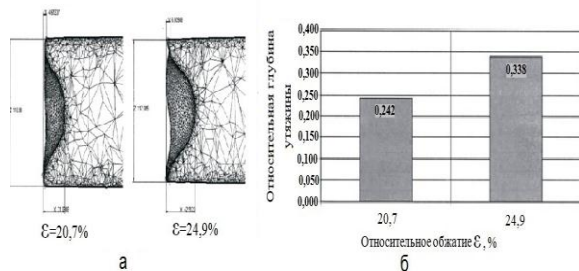 ε=20,7%
ε=24,9%
а
Относительная глубина
утяжины
0,400
0,350
0,300
0,250
0,200
0,150
0,100
0,050
0,000
0,242
0,338
20,7
24,9
Относительное обжатие ε, %
б